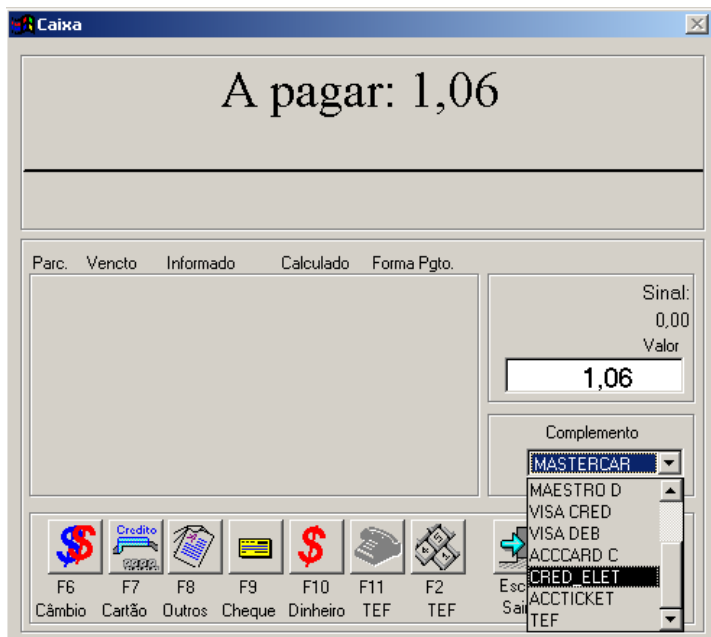 Caixa
A pagar: 1,06
Parc. Vencto Informado Calculado Forma Pgto.
Sinal:
0,00
Valor
1,06
Complemento
MASTERCAR
MAESTRO D
VISA CRED
VISA DEB
ACCCARD C
CRED_ELET
ACCTICKET
TEF
Credito
F6 F7 F8 F9 F10 F11 F2 Esc
Câmbio Cartão Outros Cheque Dinheiro TEF TEF Sai